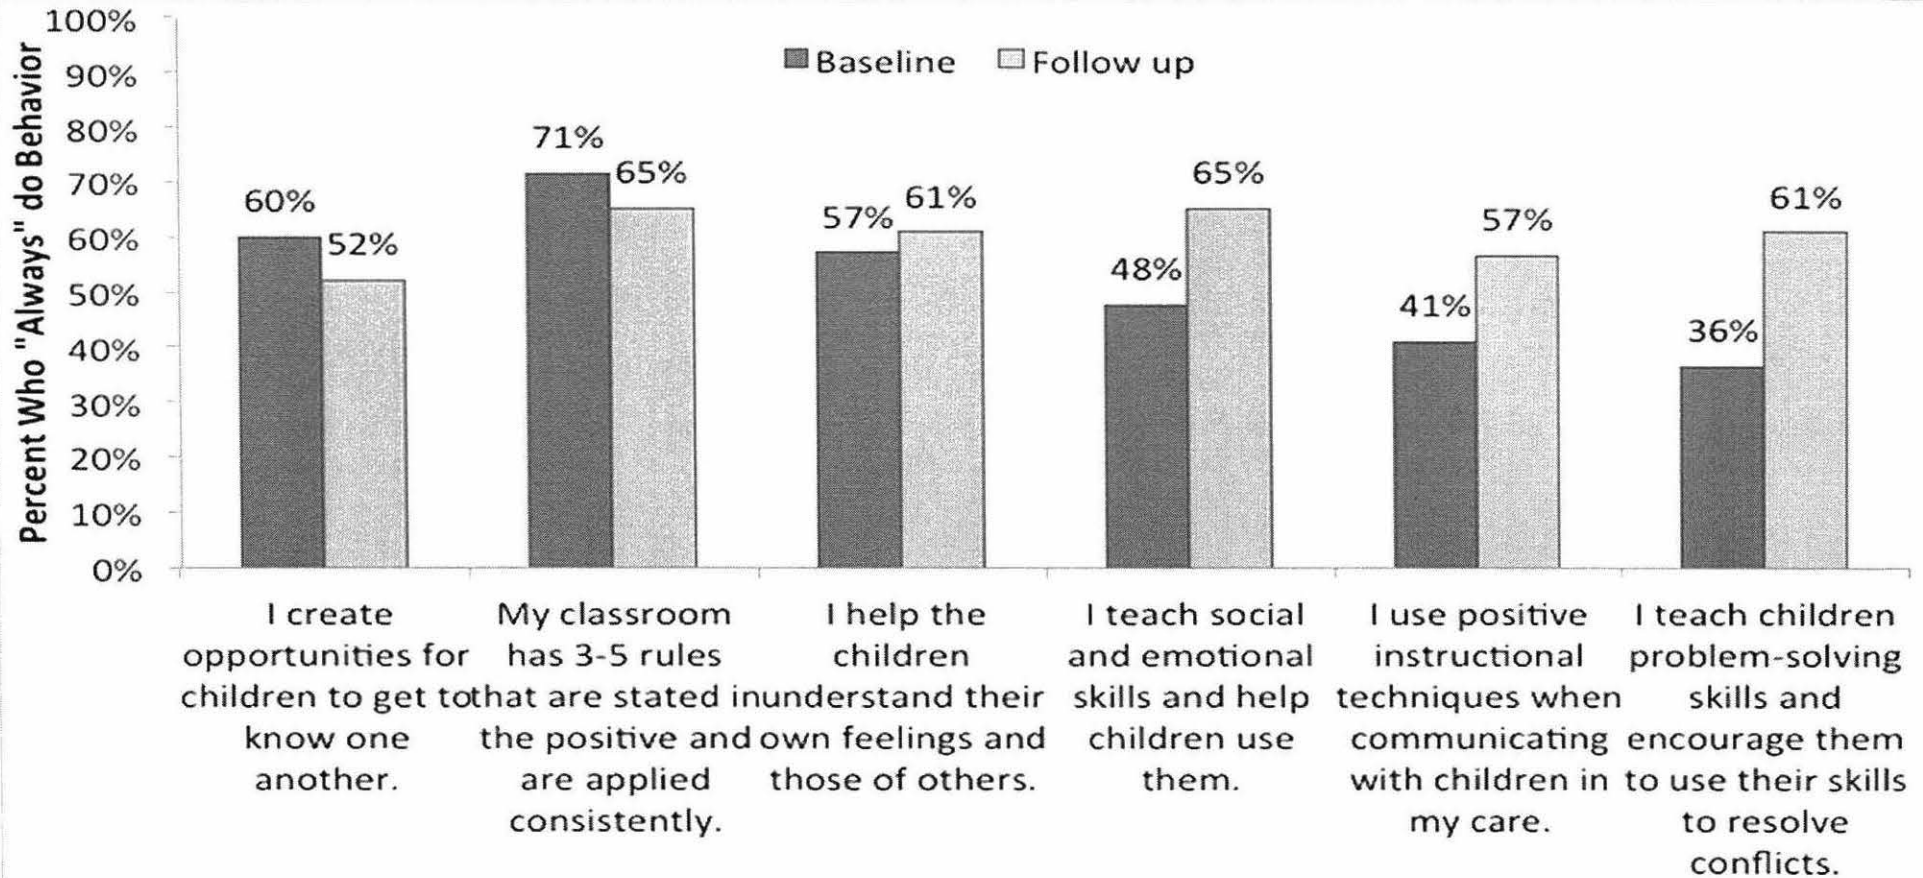 Percent Who "Always" do Behavior
100%
90%
80%
70%
60%
50%
40%
30%
20%
10%
0%
Baseline
Follow up
60%
52%
71%
65%
57%
61%
48%
65%
41%
57%
36%
61%
I create
opportunities for
children to get to
know one
another.
My classroom
has 3-5 rules
that are stated in
the positive and
are applied
consistently.
I help the
children
understand their
own feelings and
those of others.
I teach social
and emotional
skills and help
children use
them.
I use positive
instructional
techniques when
communicating
with children in
my care.
I teach children
problem-solving
skills and
encourage them
to use their skills
to resolve
conflicts.